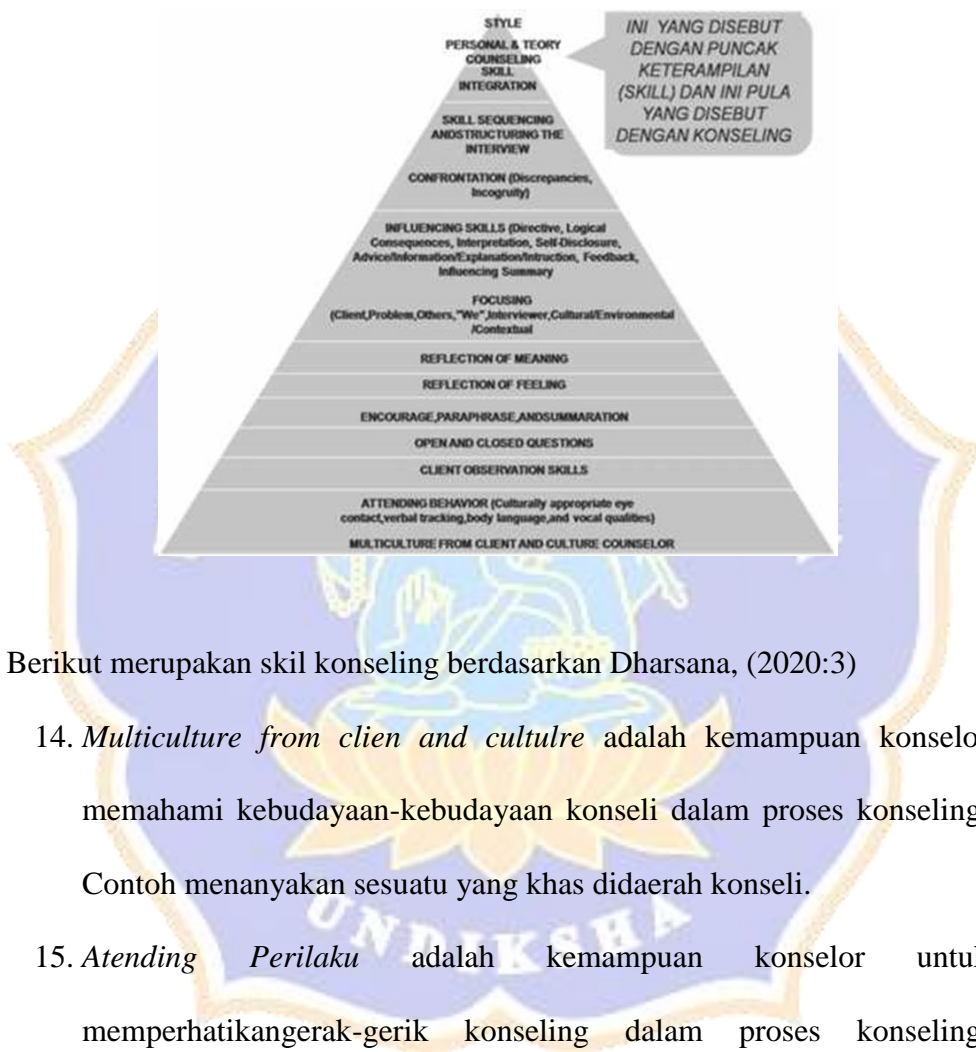 STYLE
PERSONAL & TEORY
COUNSELING
SKILL
INTEGRATION
INI YANG DISEBUT
DENGAN PUNCAK
KETERAMPILAN
(SKILL) DAN INI PULA
YANG DISEBUT
DENGAN KONSELING
SKILL SEQUENCING
ANDSTRUCTURING THE
INTERVIEW
CONFRONTATION (Discrepancies,
Incogruity)
INFLUENCING SKILLS (Directive, Logical
Consequences, Interpretation, Self-Disclosure,
Advice/Information/Explanation/Intruction, Feedback,
Influencing Summary
FOCUSING
(Client,Problem,Others,"We",Interviewer,Cultural/Environmental
/Contextual
REFLECTION OF MEANING
REFLECTION OF FEELING
ENCOURAGE,PARAPHRASE,ANDSUMMARATION
OPEN AND CLOSED QUESTIONS
CLIENT OBSERVATION SKILLS
ATTENDING BEHAVIOR (Culturally appropriate eye
contact,verbal tracking,body language,and vocal qualities)
MULTICULTURE FROM CLIENT AND CULTURE COUNSELOR
Berikut merupakan skil konseling berdasarkan Dharsana, (2020:3)
14. Multiculture from clien and cultulre adalah kemampuan konselo
memahami kebudayaan-kebudayaan konseli dalam proses konseling
Contoh menanyakan sesuatu yang khas didaerah konseli.
UNDIKSHA
15. Atending Perilaku adalah kemampuan konselor untuk
memperhatikangerak-gerik konseling dalam proses konseling